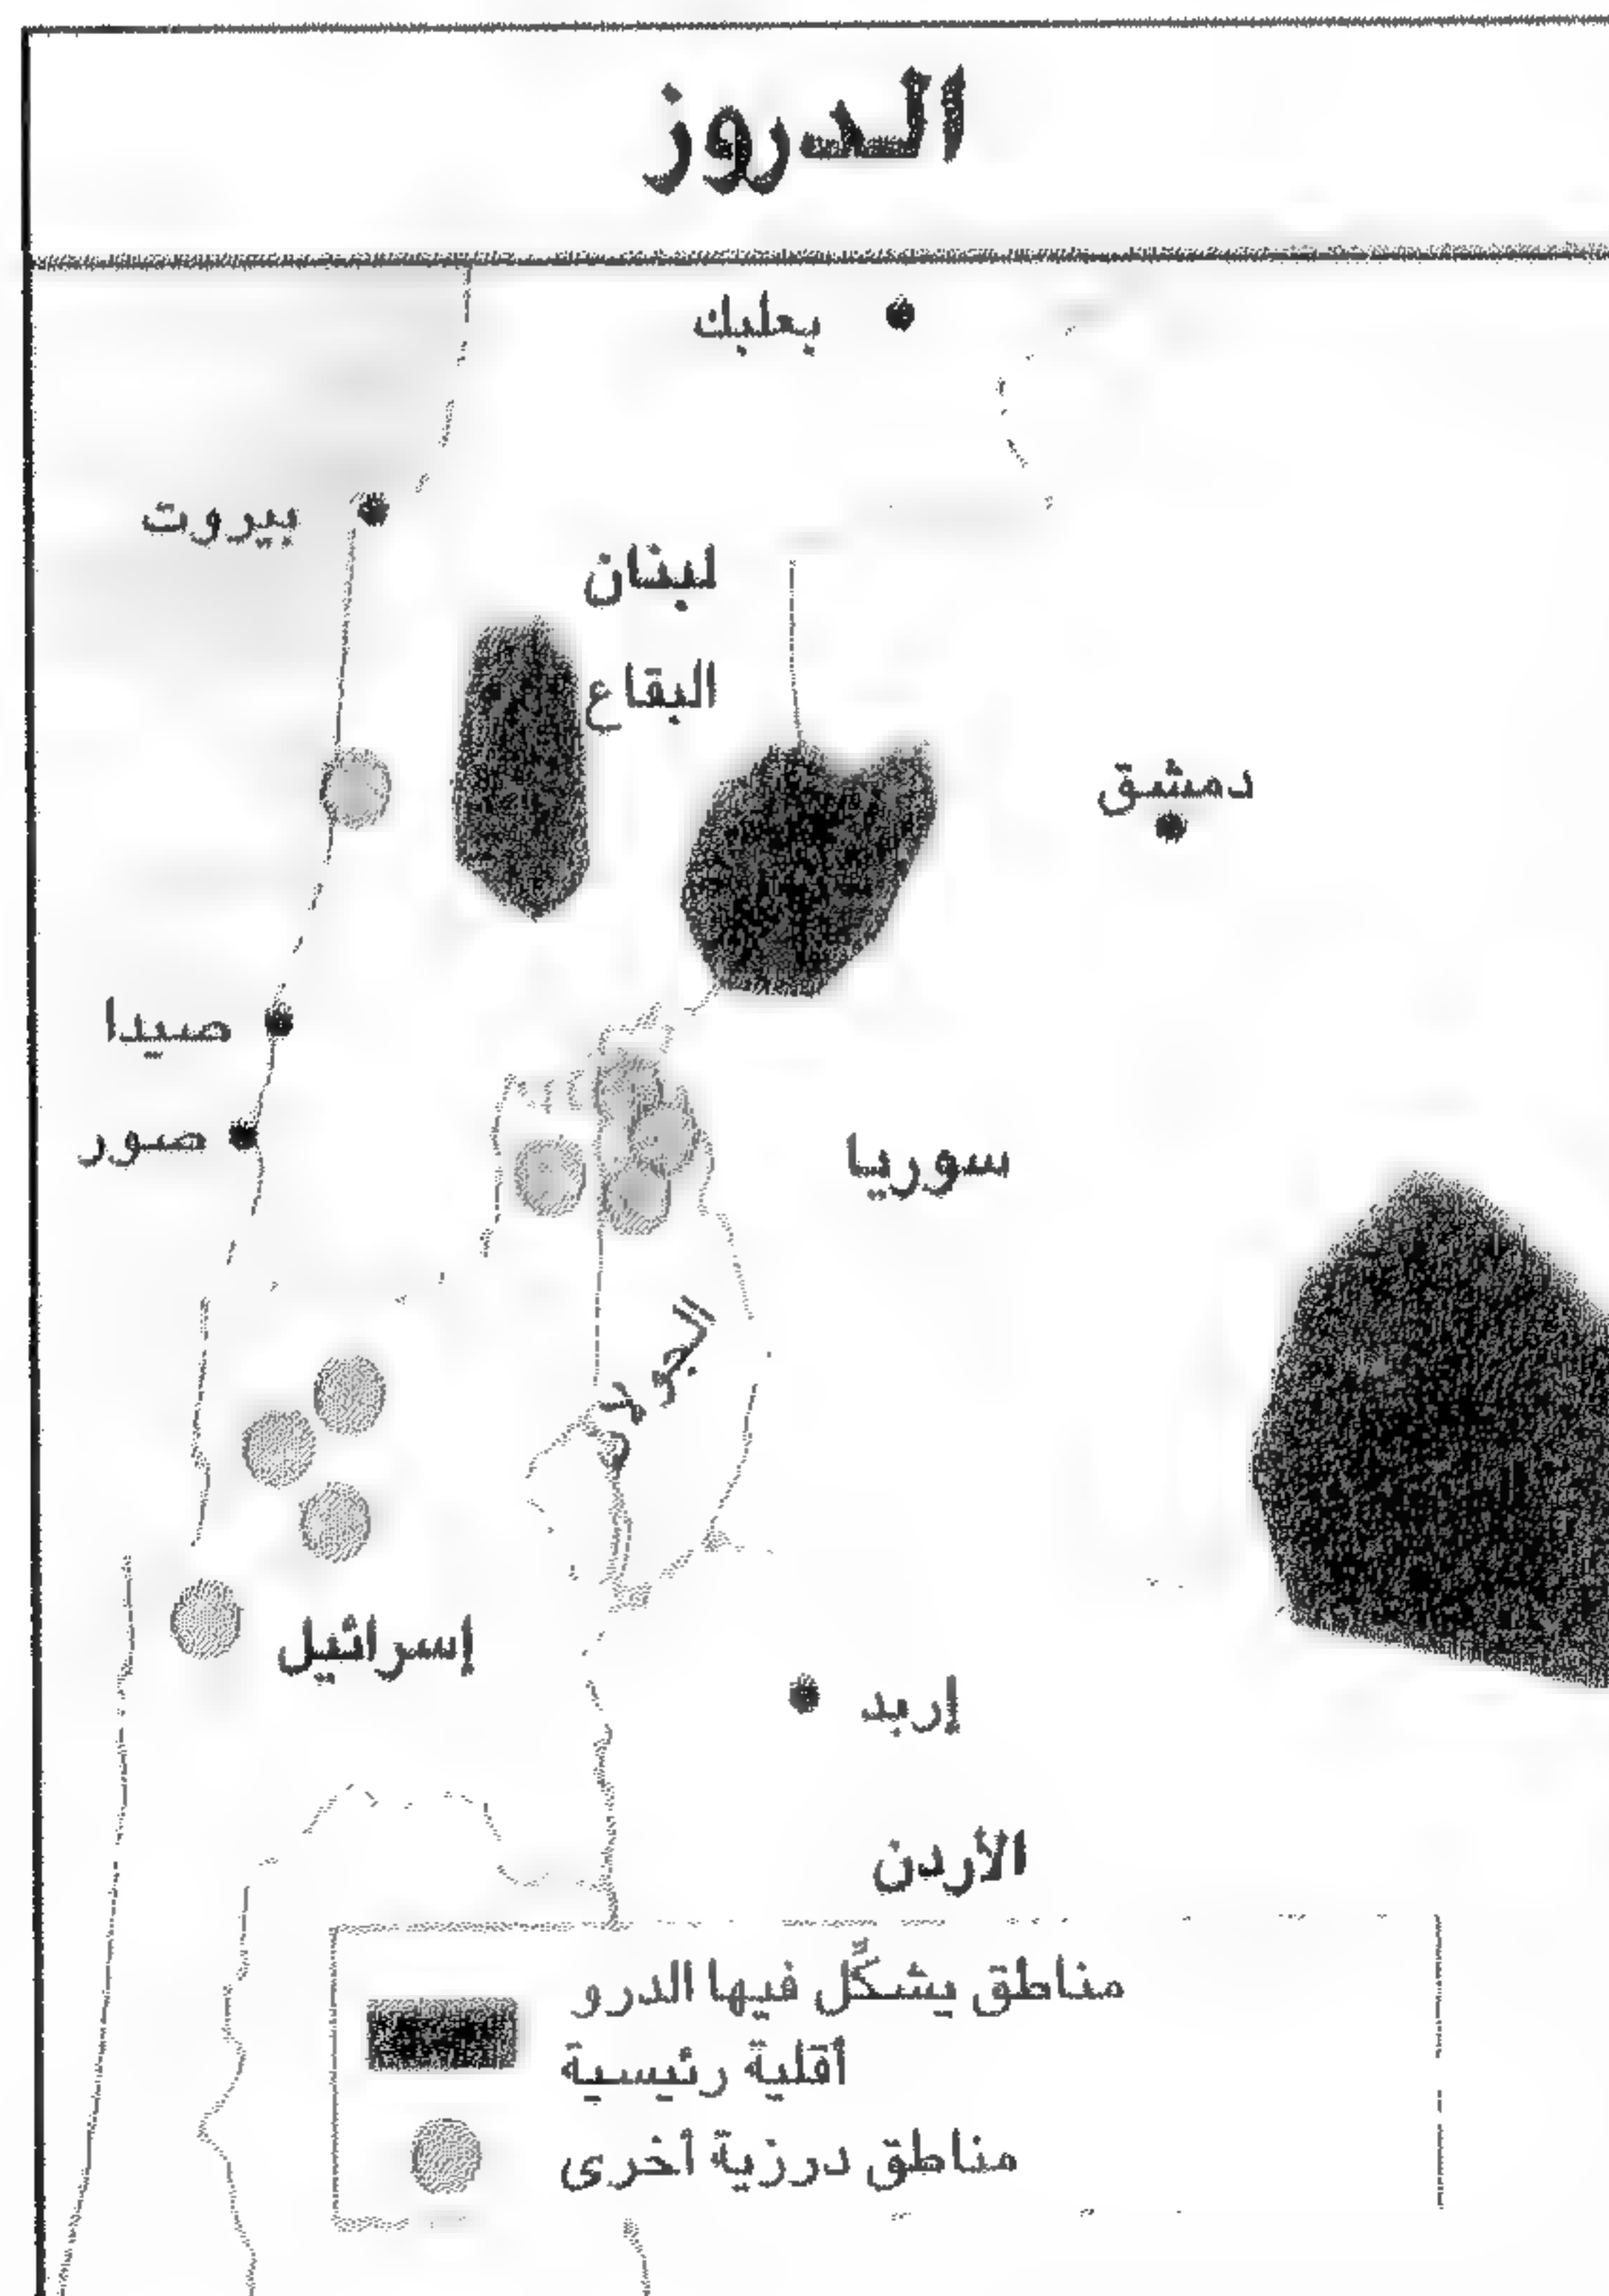 الدروز
بعلبك
بيروت
لبنان
البقاع
دمشق
صيدا
صور
سوريا
الجولان
إسرائيل
إربد
الأردن
مناطق يشكّل فيها الدرو
أقلية رئيسية
مناطق درزية أخرى